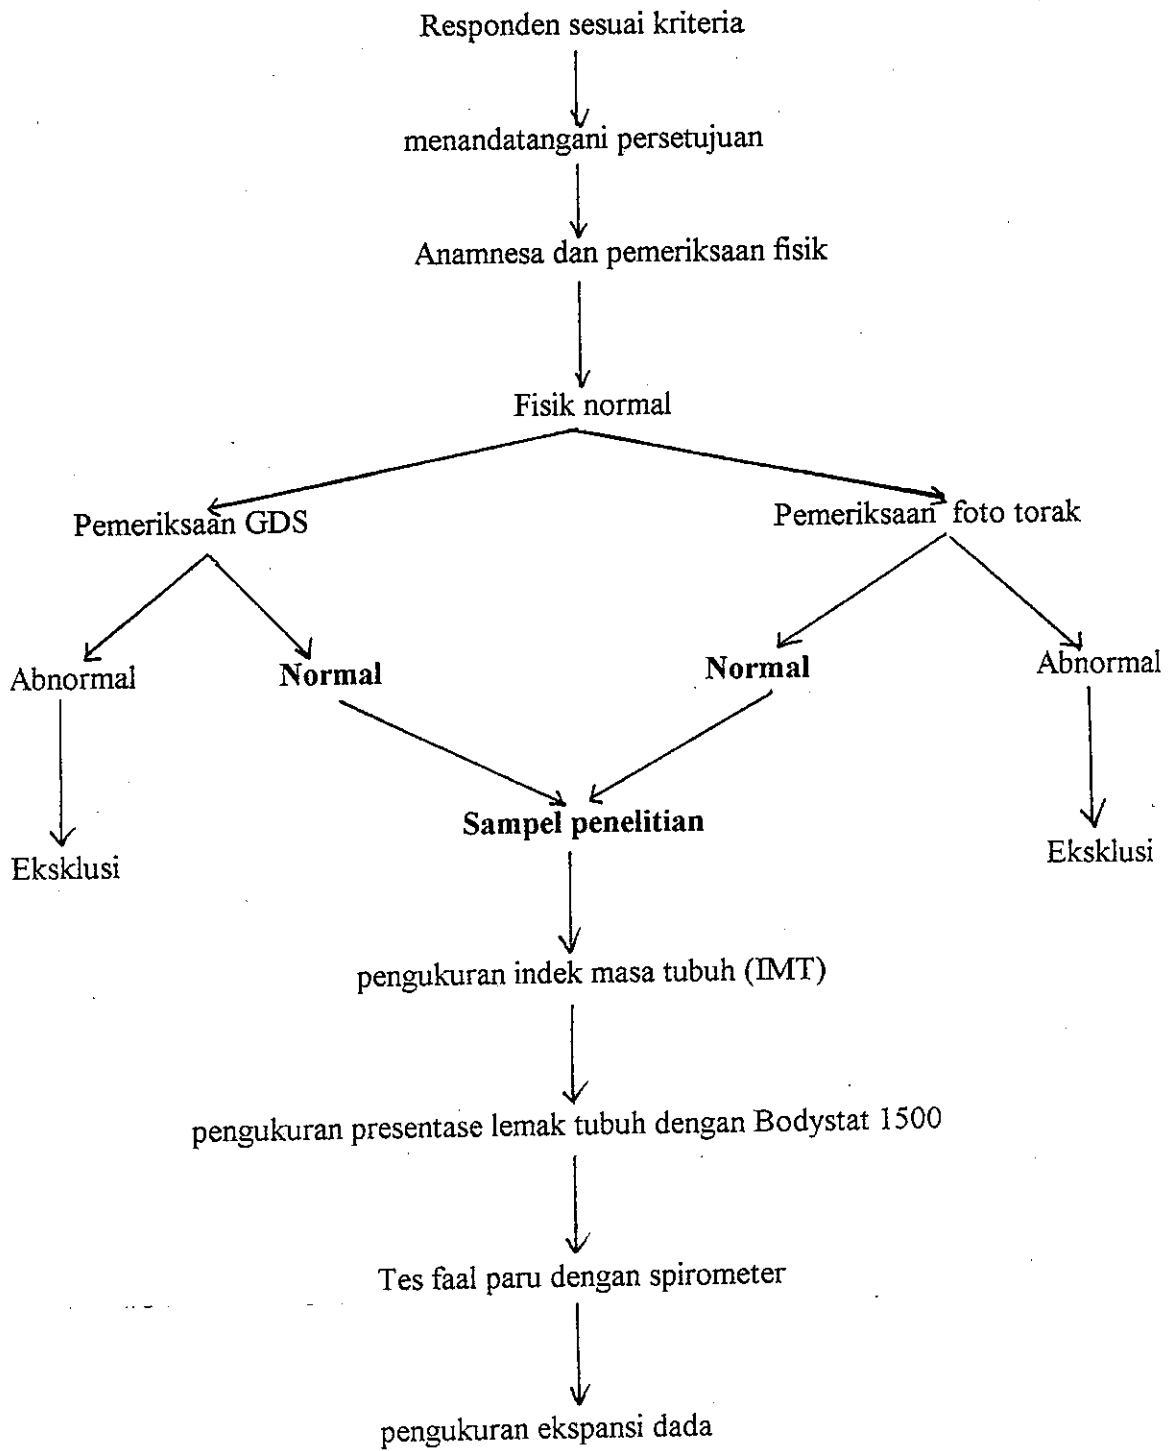 Responden sesuai kriteria
menandatangani persetujuan
Anamnesa dan pemeriksaan fisik
Fisik normal
Pemeriksaan GDS
Pemeriksaan foto torak
Abnormal
Normal
Normal
Abnormal
Sampel penelitian
Eksklusi
Eksklusi
pengukuran indek masa tubuh (IMT)
pengukuran presentase lemak tubuh dengan Bodystat 1500
Tes faal paru dengan spirometer
pengukuran ekspansi dada